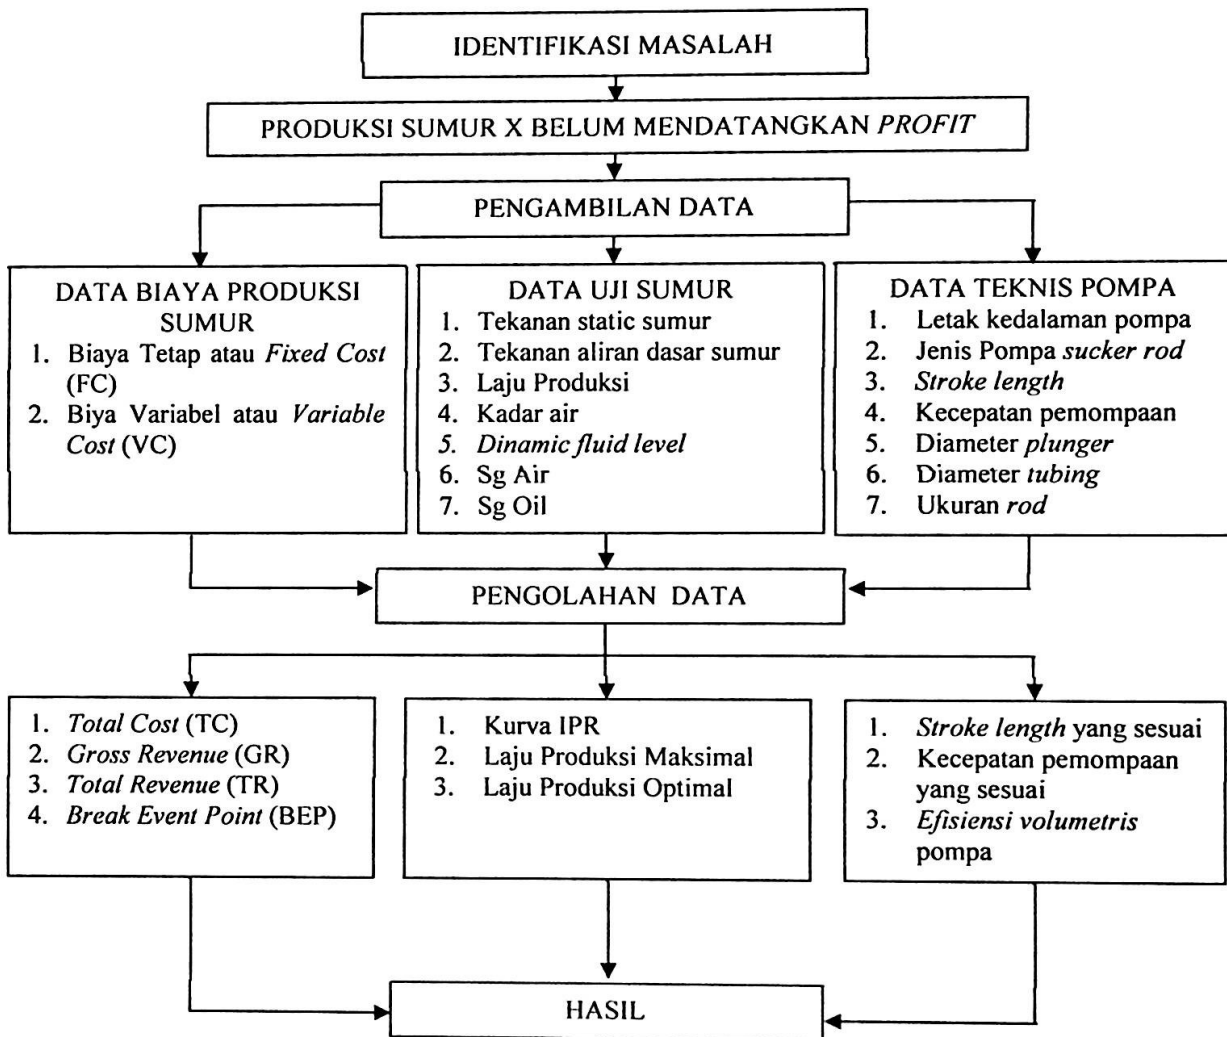 IDENTIFIKASI MASALAH
PRODUKSI SUMUR X BELUM MENDATANGKAN PROFIT
PENGAMBILAN DATA
DATA BIAYA PRODUKSI
SUMUR
1. Biaya Tetap atau Fixed Cost
(FC)
2. Biya Variabel atau Variable
Cost (VC)
DATA UJI SUMUR
1. Tekanan static sumur
2. Tekanan aliran dasar sumur
3. Laju Produksi
4. Kadar air
5. Dinamic fluid level
6. Sg Air
7. Sg Oil
DATA TEKNIS POMPA
1. Letak kedalaman pompa
2. Jenis Pompa sucker rod
3. Stroke length
4. Kecepatan pemompaan
5. Diameter plunger
6. Diameter tubing
7. Ukuran rod
PENGOLAHAN DATA
1. Total Cost (TC)
2. Gross Revenue (GR)
3. Total Revenue (TR)
4. Break Event Point (BEP)
1. Kurva IPR
2. Laju Produksi Maksimal
3. Laju Produksi Optimal
1. Stroke length yang sesuai
2. Kecepatan pemompaan
yang sesuai
3. Efisiensi volumetris
pompa
HASIL